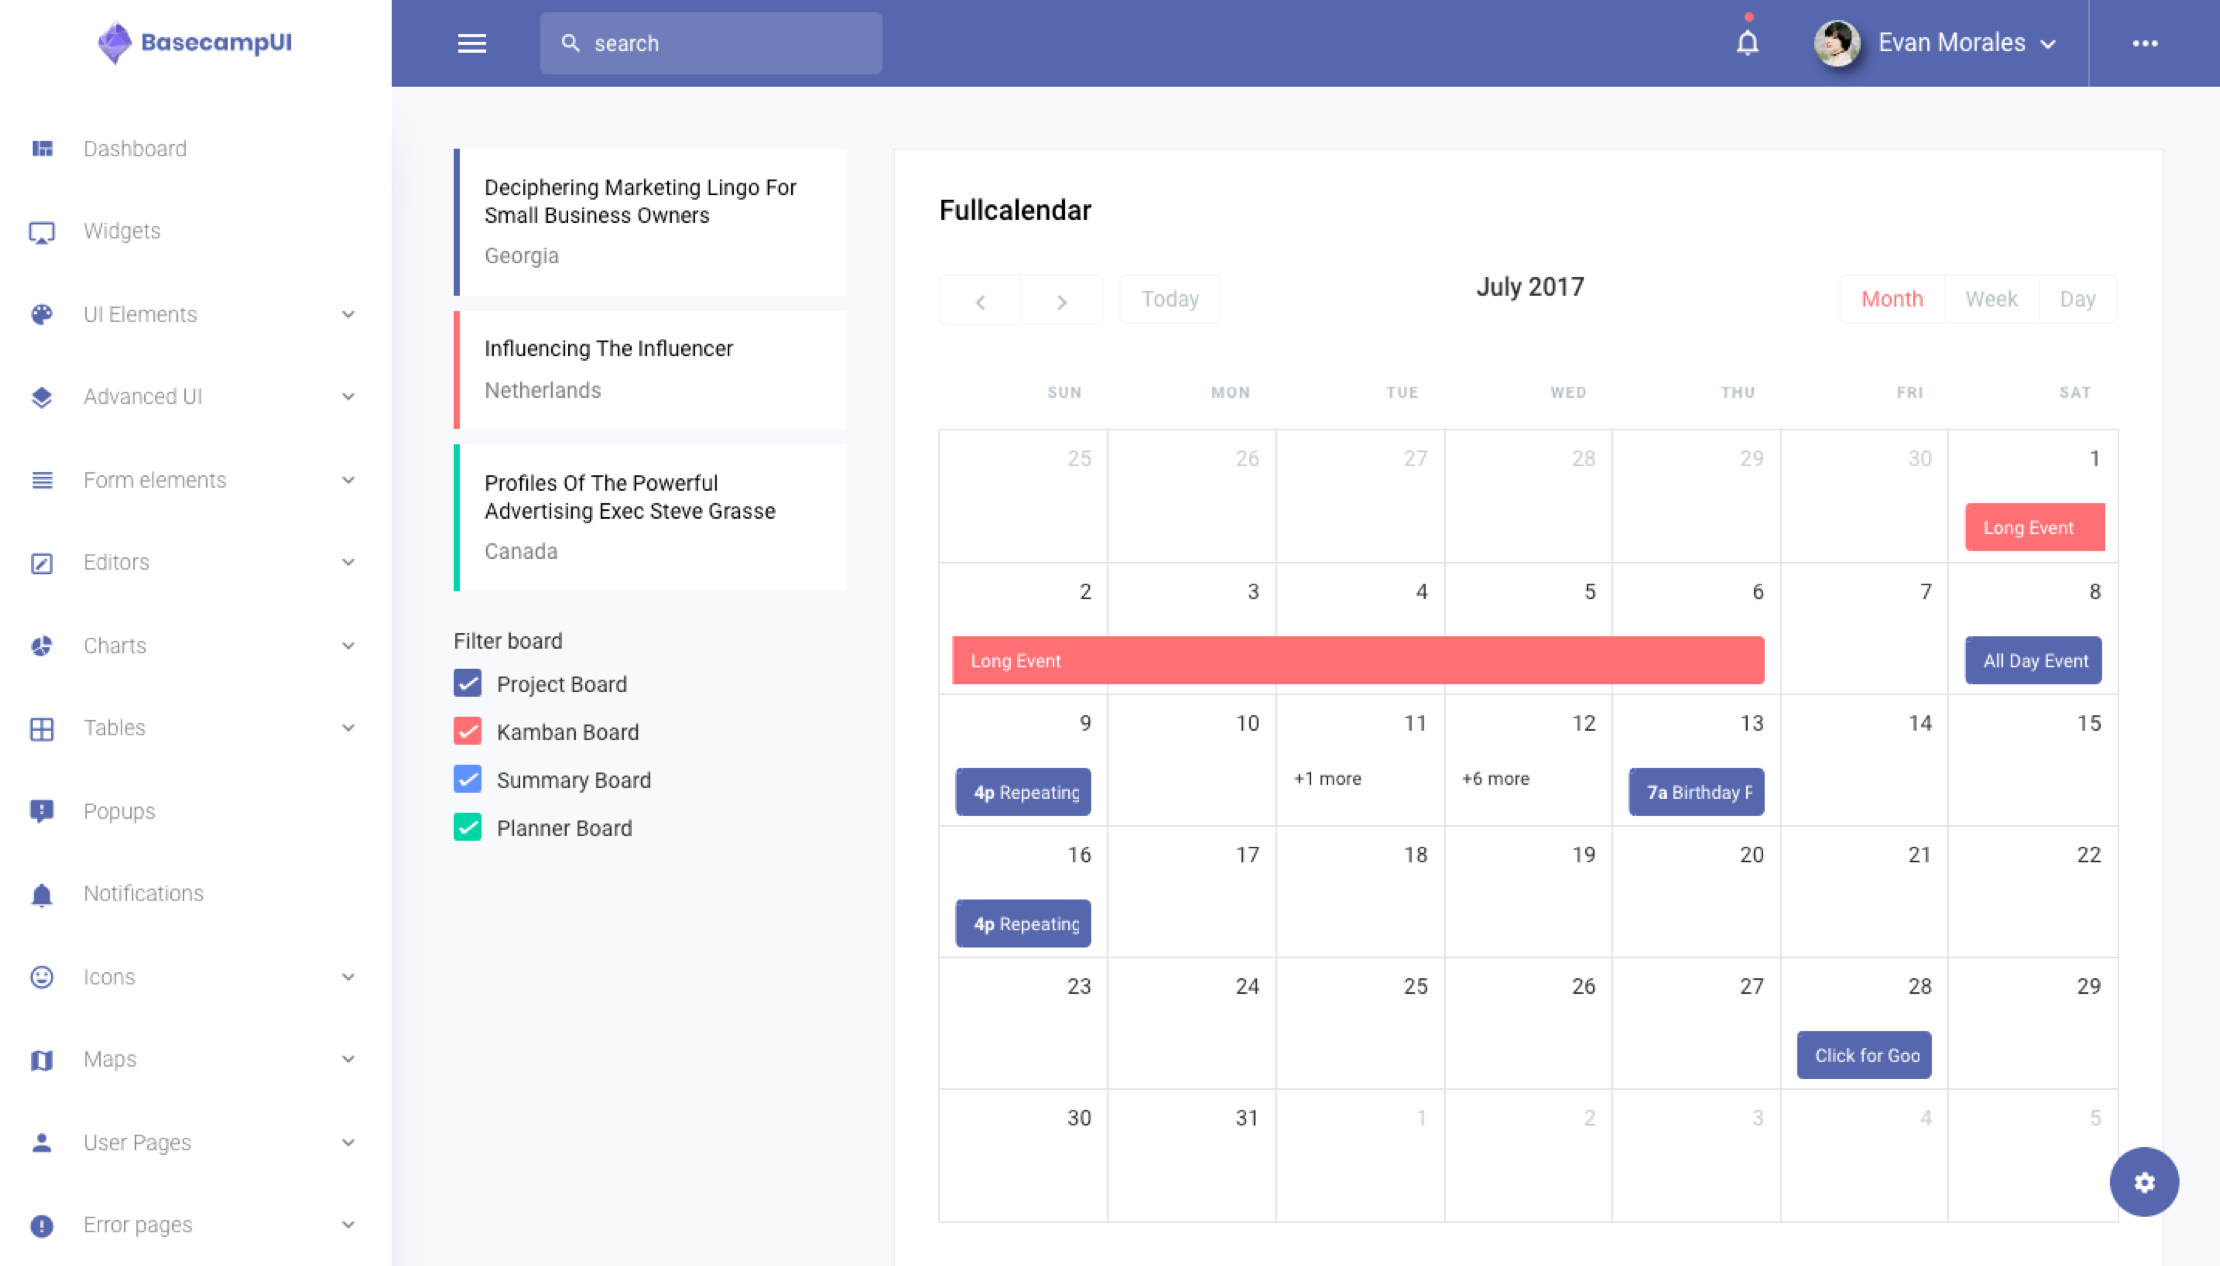 BasecampUI
search
Evan Morales
Dashboard
Widgets
UI Elements
Advanced UI
Form elements
Editors
Charts
Tables
Popups
Notifications
Icons
Maps
User Pages
Error pages
Deciphering Marketing Lingo For
Small Business Owners
Georgia
Influencing The Influencer
Netherlands
Profiles Of The Powerful
Advertising Exec Steve Grasse
Canada
Filter board
Project Board
Kamban Board
Summary Board
Planner Board
Fullcalendar
Today
July 2017
Month Week Day
SUN MON TUE WED THU FRI SAT
25 26 27 28 29 30 1
Long Event
2 3 4 5 6 7 8
Long Event All Day Event
9 10 11 12 13 14 15
4p Repeating +1 more +6 more 7a Birthday
16 17 18 19 20 21 22
4p Repeating
23 24 25 26 27 28 29
Click for Goo
30 31 1 2 3 4 5